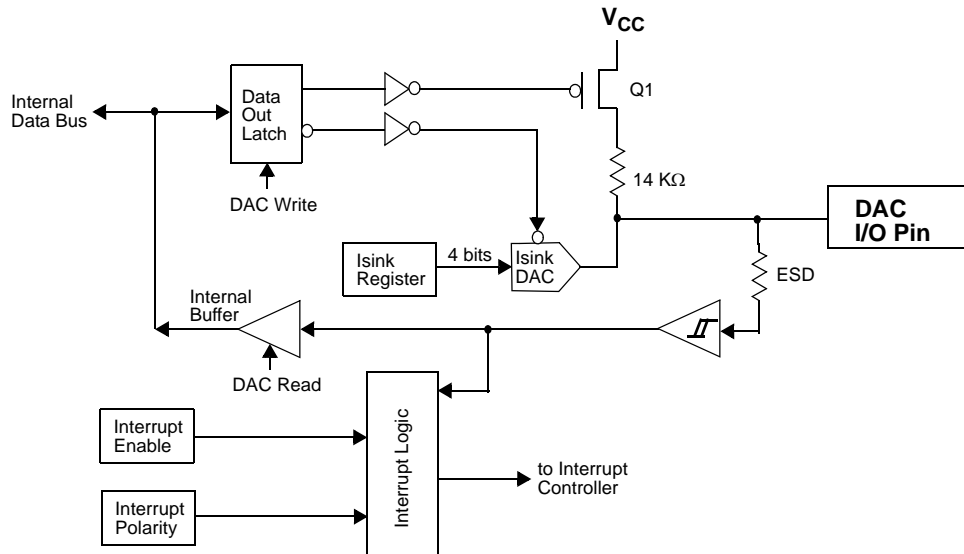 VCC
Q1
Internal
Data Bus
Data
Out
Latch
14 KΩ
DAC Write
DAC
I/O Pin
Isink
Register
4 bits
Isink
DAC
ESD
Internal
Buffer
DAC Read
Interrupt
Enable
Interrupt Logic
to Interrupt
Controller
Interrupt
Polarity